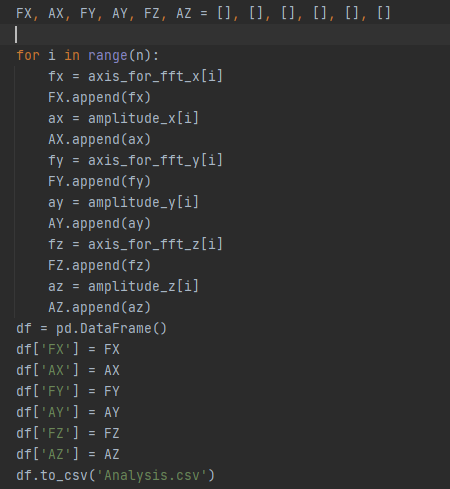 FX, AX, FY, AY, FZ, AZ = [], [], [], [], [], []
for i in range(n):
    fx = axis_for_fft_x[i]
    FX.append(fx)
    ax = amplitude_x[i]
    AX.append(ax)
    fy = axis_for_fft_y[i]
    FY.append(fy)
    ay = amplitude_y[i]
    AY.append(ay)
    fz = axis_for_fft_z[i]
    FZ.append(fz)
    az = amplitude_z[i]
    AZ.append(az)
df = pd.DataFrame()
df['FX'] = FX
df['AX'] = AX
df['FY'] = FY
df['AY'] = AY
df['FZ'] = FZ
df['AZ'] = AZ
df.to_csv('Analysis.csv')